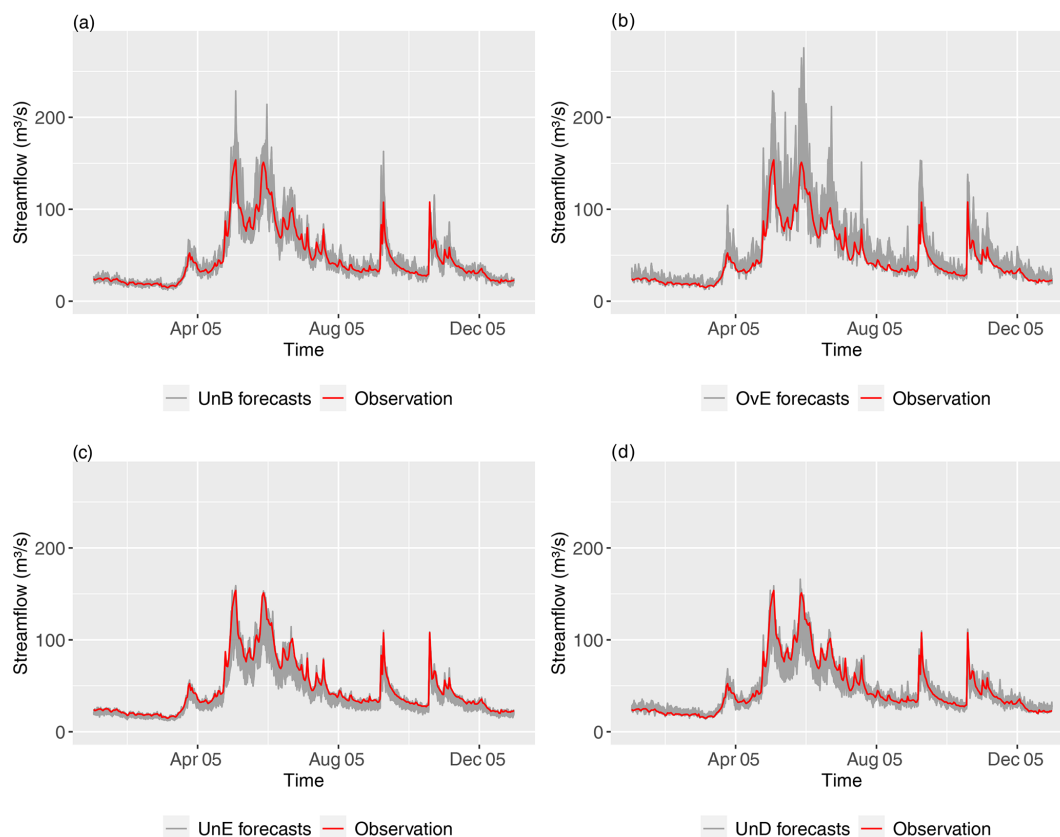 (a)
Streamflow (m³/s)
200
100
0
Apr 05 Aug 05 Dec 05
Time
UnB forecasts Observation
(b)
Streamflow (m³/s)
200
100
0
Apr 05 Aug 05 Dec 05
Time
OvE forecasts Observation
(c)
Streamflow (m³/s)
200
100
0
Apr 05 Aug 05 Dec 05
Time
UnE forecasts Observation
(d)
Streamflow (m³/s)
200
100
0
Apr 05 Aug 05 Dec 05
Time
UnD forecasts Observation